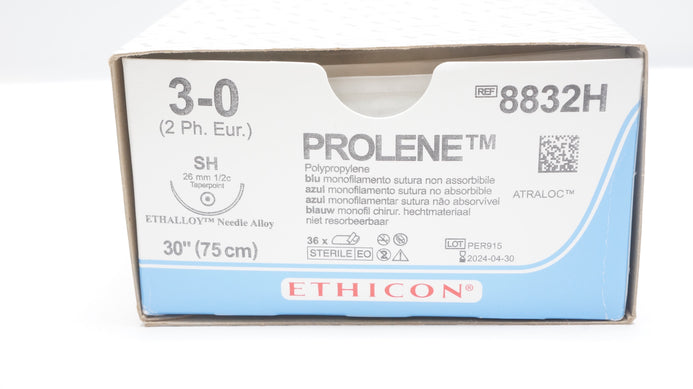 3-0
(2 Ph. Eur.)
SH
26 mm 1/2c
Taperpoint
ETHALLOY™ Needle Alloy
30" (75 cm)
REF 8832H
PROLENE™
Polypropylene
blu monofilamento sutura non assorbibile
azul monofilamento sutura no absorbible
azul monofilamentar sutura não absorvível
blauw monofil chirur. hechtmateriaal
niet resorbeerbaar
ATRALOC™
36 x
STERILE EO
LOT PER915
2024-04-30
ETHICON®